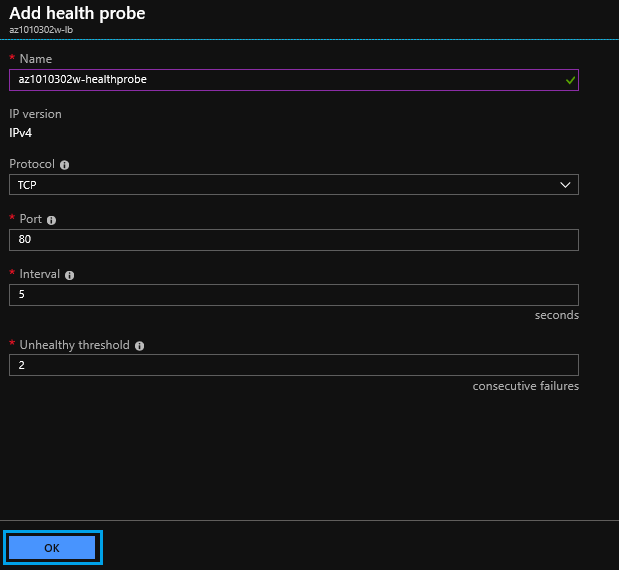 Add health probe
az1010302w-lb
* Name
az1010302w-healthprobe
IP version
IPv4
Protocol
TCP
* Port
80
* Interval
5
seconds
* Unhealthy threshold
2
consecutive failures
OK